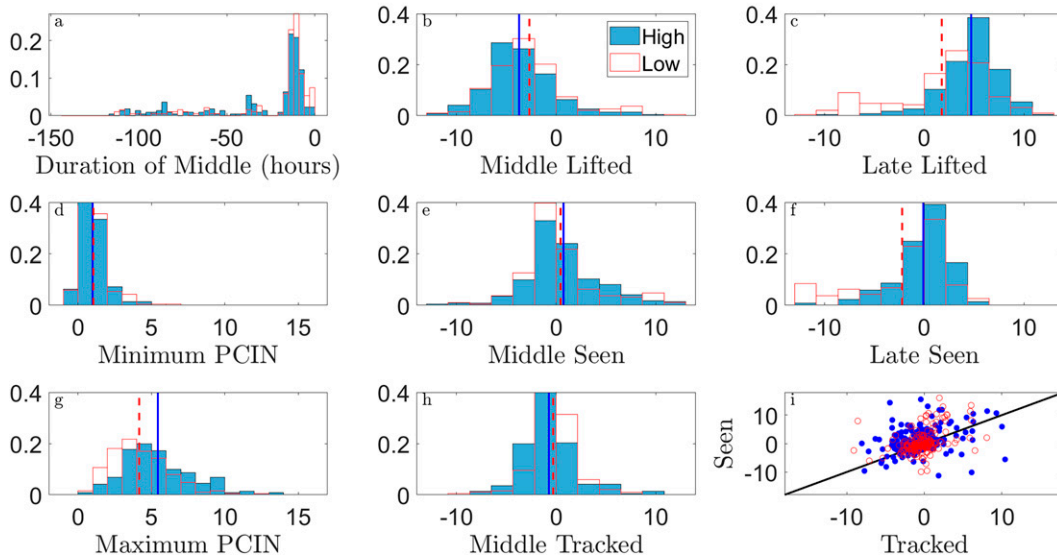 a
0.2
0.1
0
-150
-100
-50
0
Duration of Middle (hours)
b
High
Low
0.4
0.2
0
-10
0
10
Middle Lifted
c
0.4
0.2
0
-10
0
10
Late Lifted
d
0.4
0.2
0
0
5
10
15
Minimum PCIN
e
0.4
0.2
0
-10
0
10
Middle Seen
f
0.4
0.2
0
-10
0
10
Late Seen
g
0.4
0.2
0
0
5
10
15
Maximum PCIN
h
0.4
0.2
0
-10
0
10
Middle Tracked
i
Seen
10
0
-10
-10
0
10
Tracked